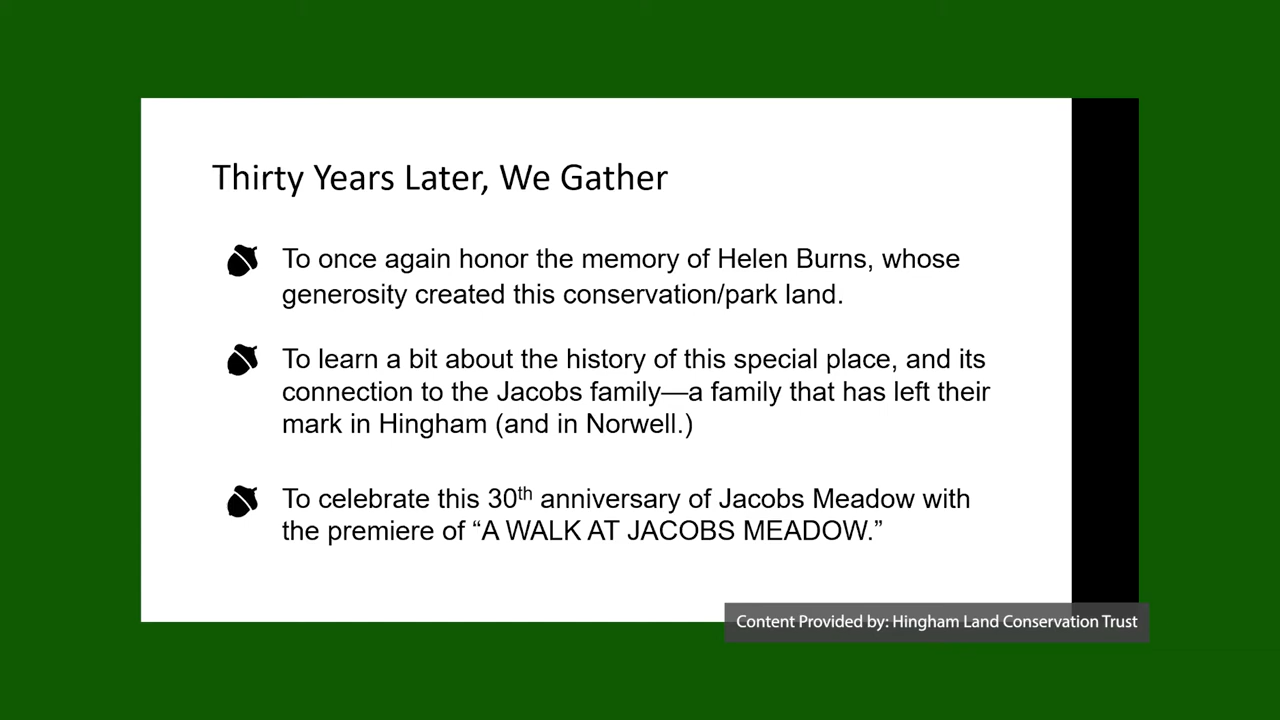 Thirty Years Later, We Gather
To once again honor the memory of Helen Burns, whose
generosity created this conservation/park land.
To learn a bit about the history of this special place, and its
connection to the Jacobs family—a family that has left their
mark in Hingham (and in Norwell.)
To celebrate this 30th anniversary of Jacobs Meadow with
the premiere of “A WALK AT JACOBS MEADOW.”
Content Provided by: Hingham Land Conservation Trust